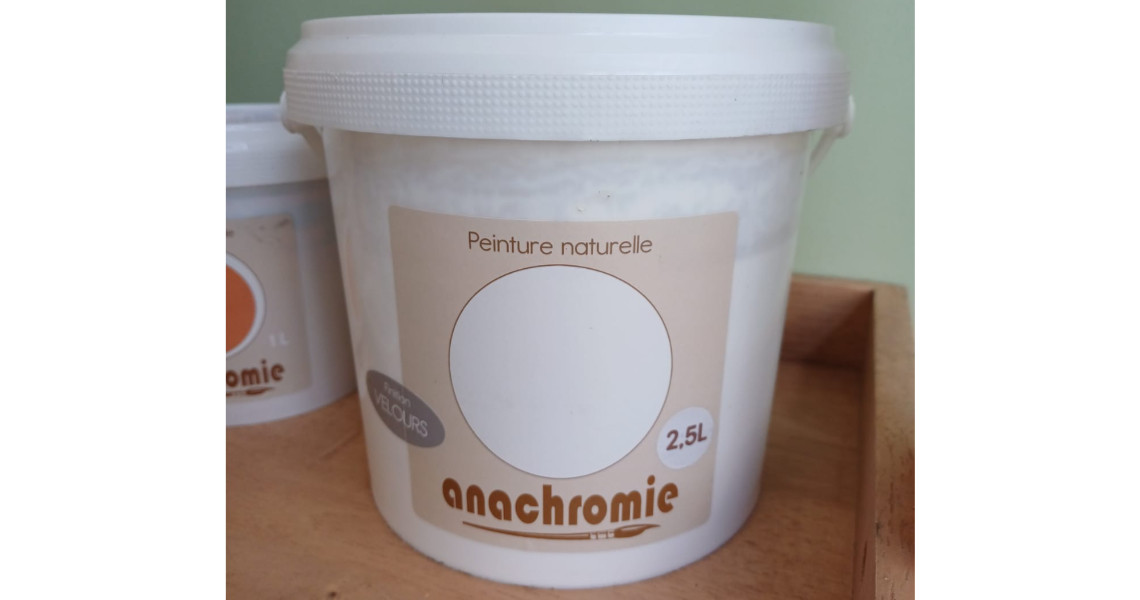 Peinture naturelle
Finition
VELOURS
2,5L
anachromie
1L
omie